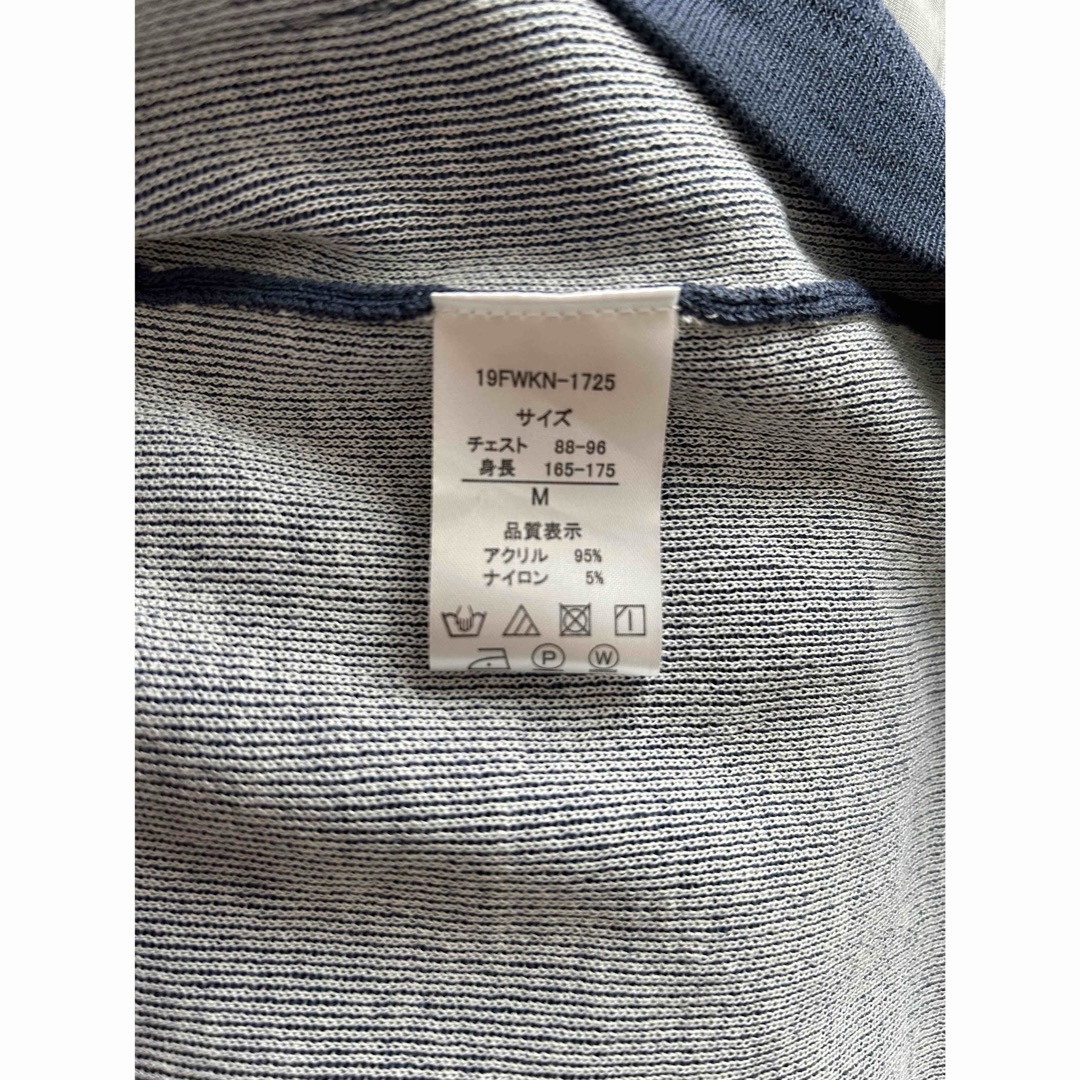 19FWKN-1725
サイズ
チェスト 88-96
身長 165-175
M
品質表示
アクリル 95%
ナイロン 5%
P W